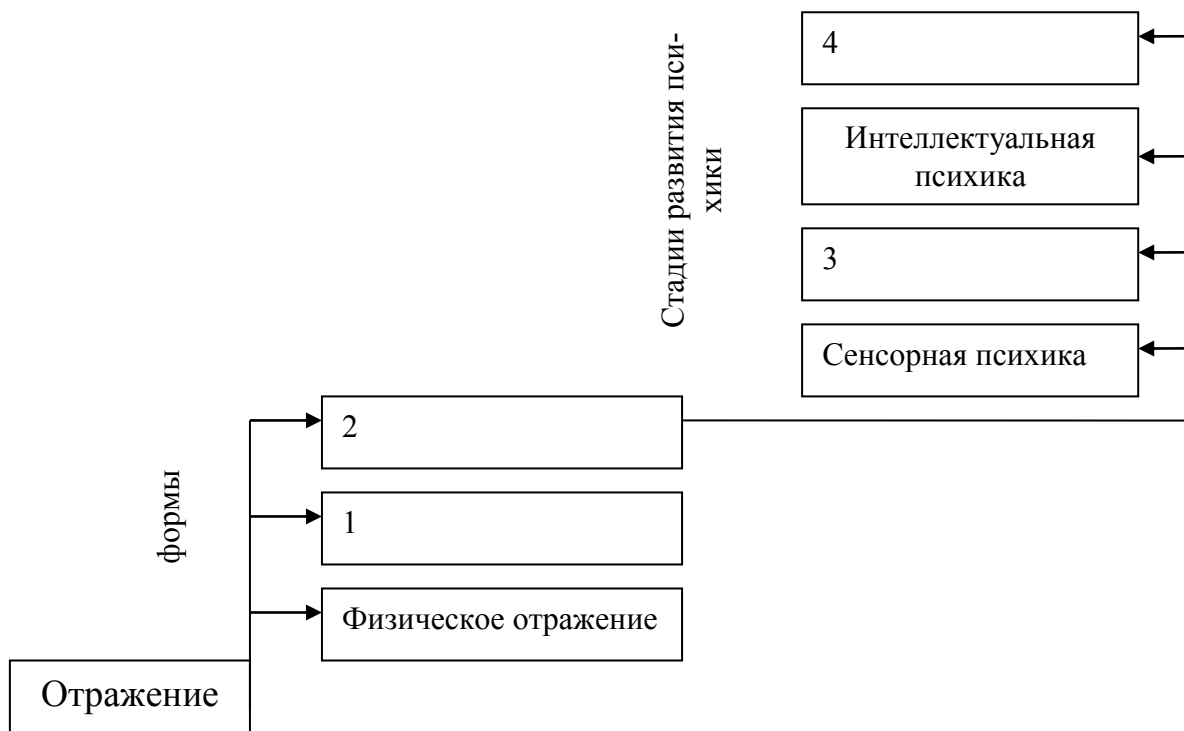 Стадии развития пси-
хики
4
Интеллектуальная
психика
3
Сенсорная психика
формы
2
1
Физическое отражение
Отражение